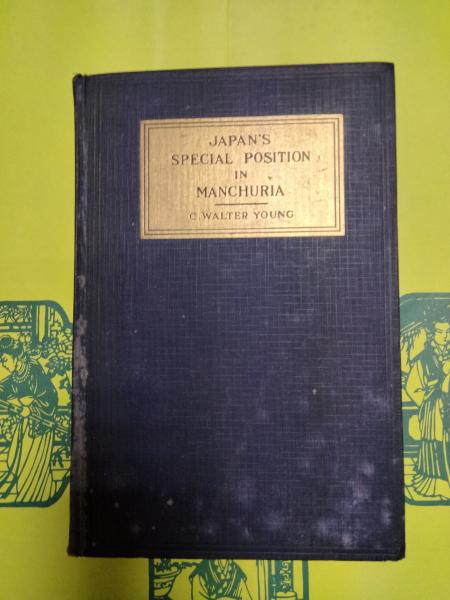 JAPAN'S
SPECIAL POSITION
IN
MANCHURIA
C. WALTER YOUNG